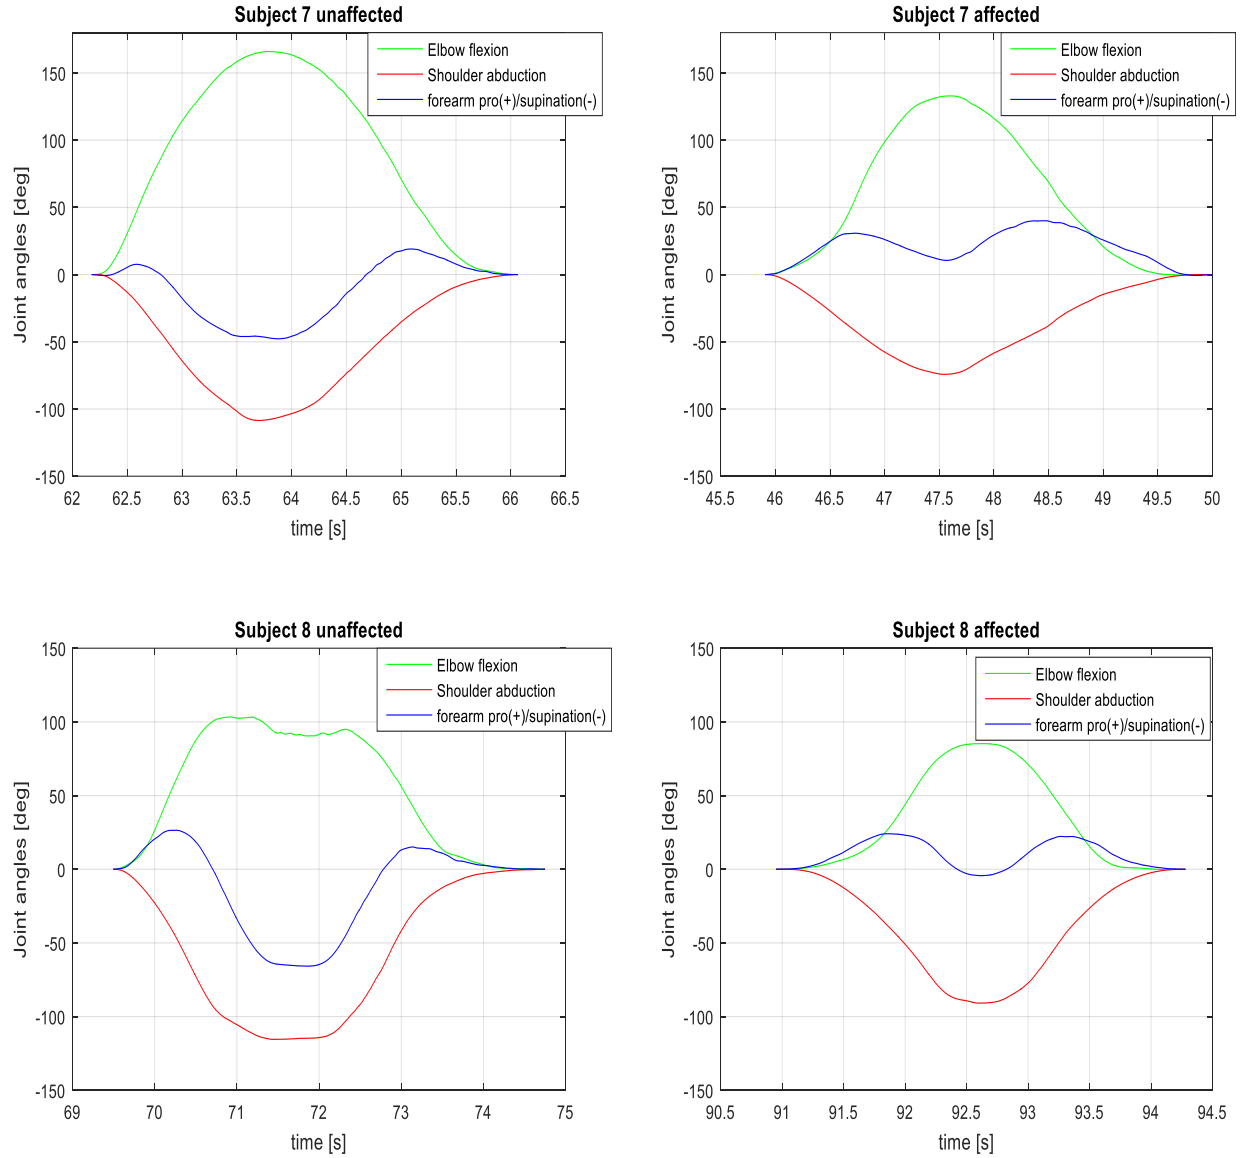 Subject 7 unaffected
Elbow flexion
Shoulder abduction
forearm pro(+)/supination(-)
150
100
50
0
-50
-100
-150
Joint angles [deg]
62 62.5 63 63.5 64 64.5 65 65.5 66 66.5
time [s]
Subject 7 affected
Elbow flexion
Shoulder abduction
forearm pro(+)/supination(-)
150
100
50
0
-50
-100
-150
Joint angles [deg]
45.5 46 46.5 47 47.5 48 48.5 49 49.5 50
time [s]
Subject 8 unaffected
Elbow flexion
Shoulder abduction
forearm pro(+)/supination(-)
150
100
50
0
-50
-100
-150
Joint angles [deg]
69 70 71 72 73 74 75
time [s]
Subject 8 affected
Elbow flexion
Shoulder abduction
forearm pro(+)/supination(-)
150
100
50
0
-50
-100
-150
Joint angles [deg]
90.5 91 91.5 92 92.5 93 93.5 94 94.5
time [s]